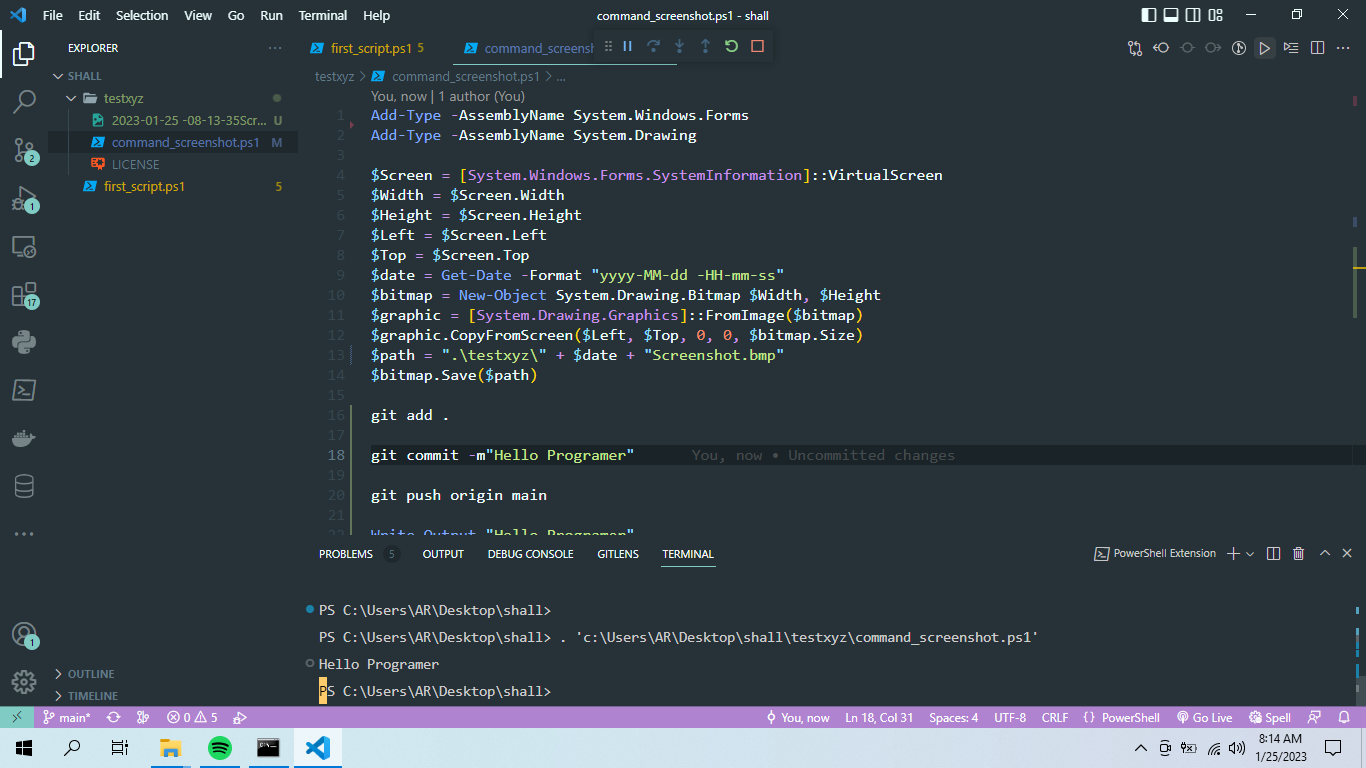 File Edit Selection View Go Run Terminal Help
command_screenshot.ps1 - shall
EXPLORER
SHALL
testxyz
2023-01-25 -08-13-35Scr... U
command_screenshot.ps1 M
LICENSE
first_script.ps1 5
OUTLINE
TIMELINE
2
1
17
1
first_script.ps1 5
command_screensh
testxyz > command_screenshot.ps1 > ...
You, now | 1 author (You)
1 Add-Type -AssemblyName System.Windows.Forms
2 Add-Type -AssemblyName System.Drawing
3
4 $Screen = [System.Windows.Forms.SystemInformation]::VirtualScreen
5 $Width = $Screen.Width
6 $Height = $Screen.Height
7 $Left = $Screen.Left
8 $Top = $Screen.Top
9 $date = Get-Date -Format "yyyy-MM-dd -HH-mm-ss"
10 $bitmap = New-Object System.Drawing.Bitmap $Width, $Height
11 $graphic = [System.Drawing.Graphics]::FromImage($bitmap)
12 $graphic.CopyFromScreen($Left, $Top, 0, 0, $bitmap.Size)
13 $path = ".\testxyz\" + $date + "Screenshot.bmp"
14 $bitmap.Save($path)
15
16 git add .
17
18 git commit -m"Hello Programer" You, now • Uncommitted changes
19
20 git push origin main
21
22 Write-Output "Hello Programer"
PROBLEMS 5 OUTPUT DEBUG CONSOLE GITLENS TERMINAL
PowerShell Extension
PS C:\Users\AR\Desktop\shall>
PS C:\Users\AR\Desktop\shall> . 'c:\Users\AR\Desktop\shall\testxyz\command_screenshot.ps1'
Hello Programer
PS C:\Users\AR\Desktop\shall>
main* 0 5 You, now Ln 18, Col 31 Spaces: 4 UTF-8 CRLF {} PowerShell Go Live Spell
8:14 AM
1/25/2023